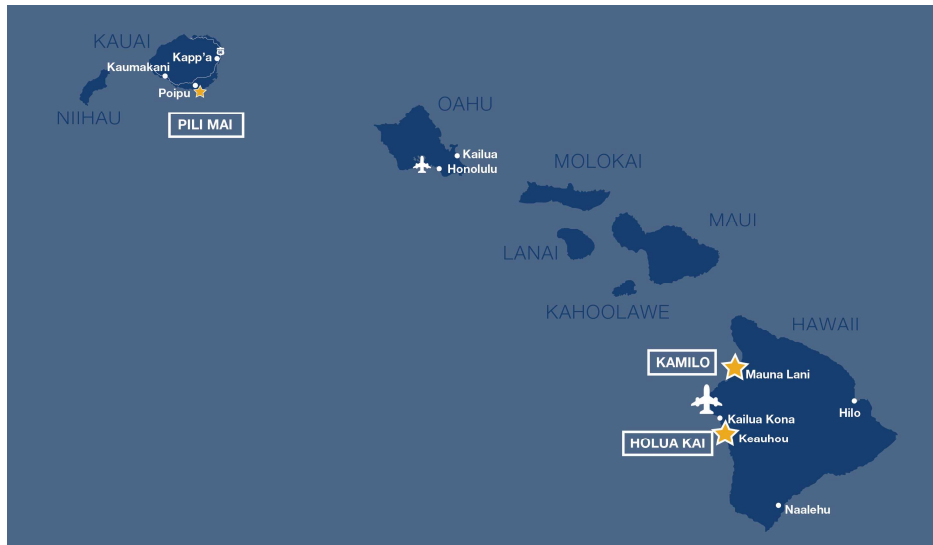 KAUAI
Kapp'a
Kaumakani
Poipu
NIIHAU
PILI MAI
OAHU
Kailua
Honolulu
MOLOKAI
MAUI
LANAI
KAHOOLAWE
HAWAII
KAMILO
Mauna Lani
Hilo
Kailua Kona
HOLUA KAI
Keauhou
Naalehu